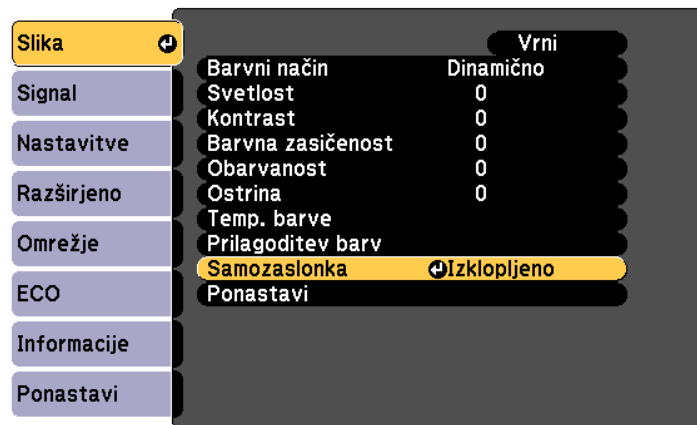 Slika
Signal
Nastavitve
Razširjeno
Omrežje
ECO
Informacije
Ponastavi
Vrni
Barvni način Dinamično
Svetlost 0
Kontrast 0
Barvna zasičenost 0
Obarvanost 0
Ostrina 0
Temp. barve
Prilagoditev barv
Samozaslonka Izklopljeno
Ponastavi